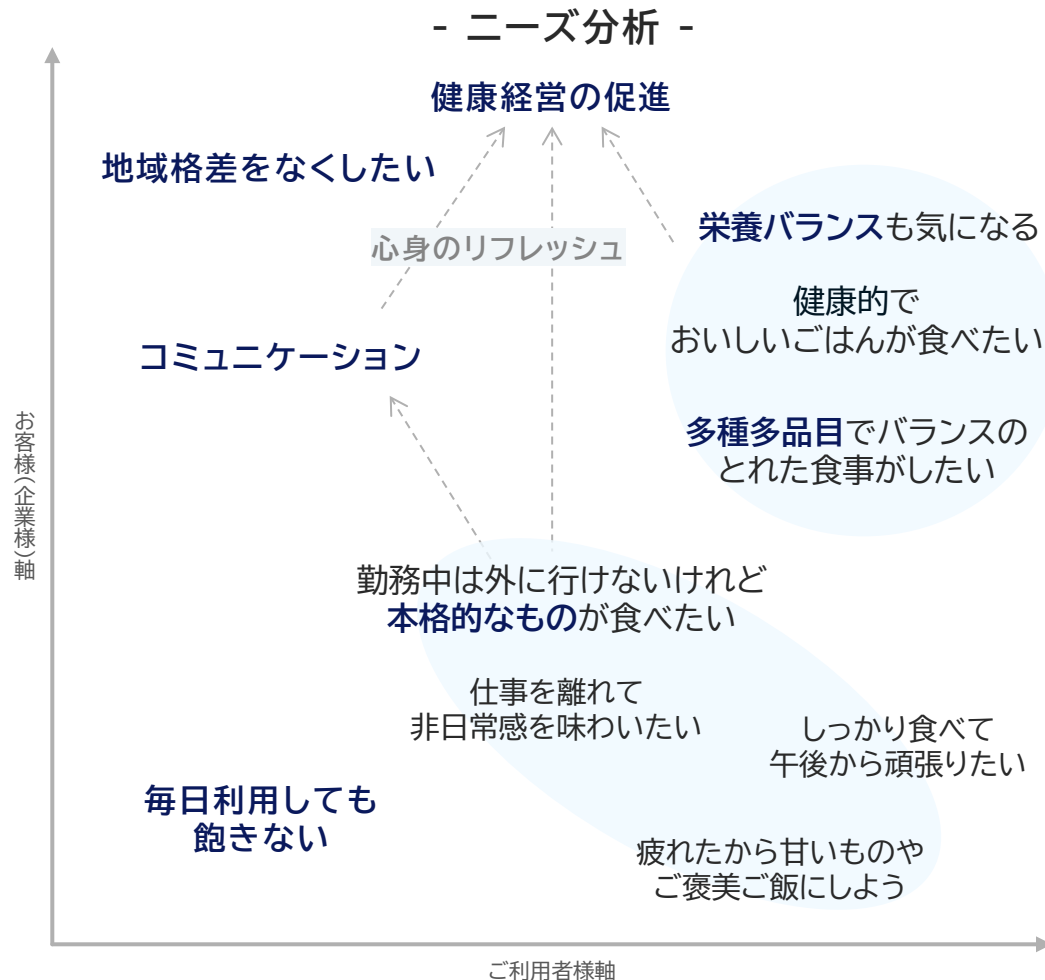 - ニーズ分析 -
健康経営の促進
地域格差をなくしたい
栄養バランスも気になる
心身のリフレッシュ
健康的で
おいしいごはんが食べたい
コミュニケーション
多種多品目でバランスの
とれた食事がしたい
お客様(企業様)軸
勤務中は外に行けないけれど
本格的なものが食べたい
仕事を離れて
非日常感を味わいたい
しっかり食べて
午後から頑張りたい
毎日利用しても
飽きない
疲れたから甘いものや
ご褒美ご飯にしよう
ご利用者様軸